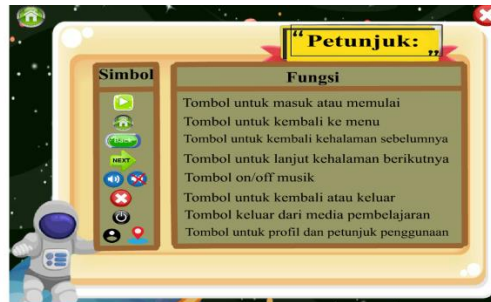 “Petunjuk:„
Simbol
Fungsi
Tombol untuk masuk atau memulai
Tombol untuk kembali ke menu
Tombol untuk kembali kehalaman sebelumnya
NEXT
Tombol untuk lanjut kehalaman berikutnya
Tombol on/off musik
Tombol untuk kembali atau keluar
Tombol keluar dari media pembelajaran
Tombol untuk profil dan petunjuk penggunaan